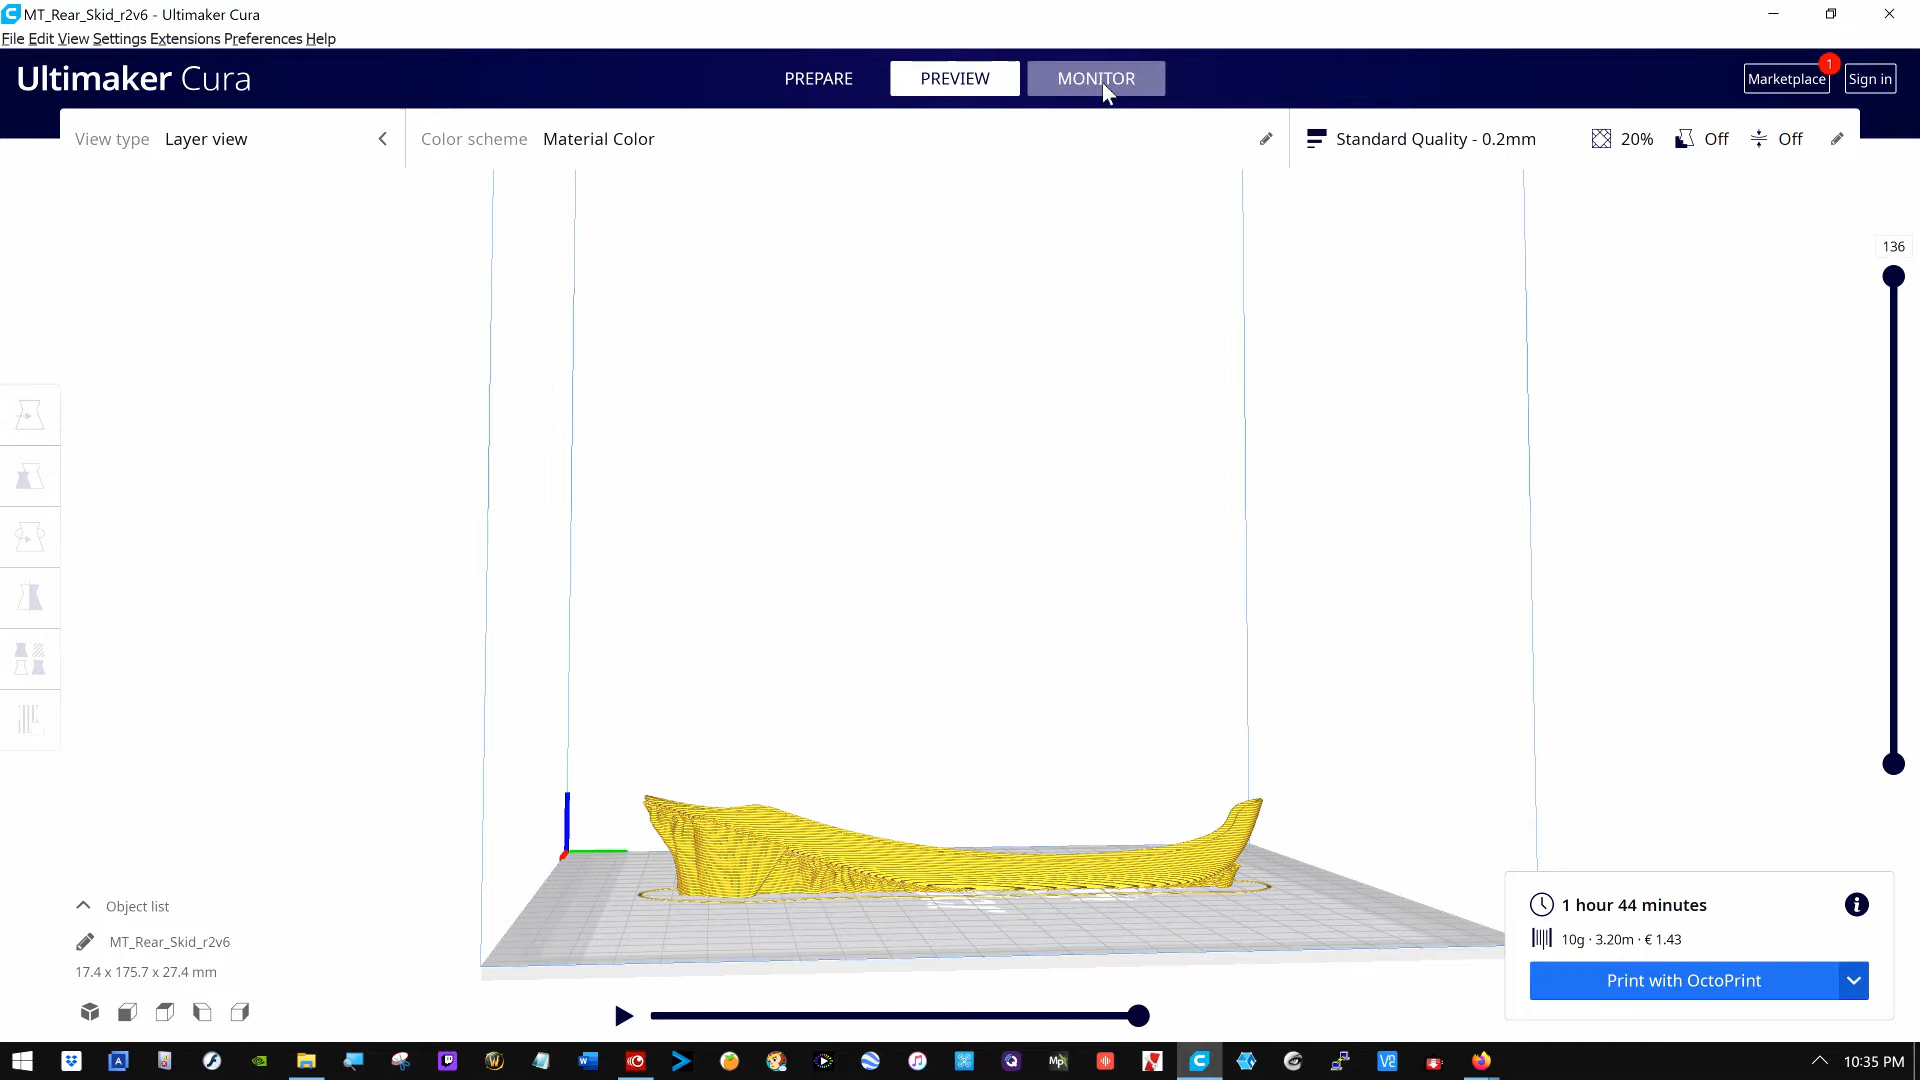 MT_Rear_Skid_r2v6 - Ultimaker Cura
File Edit View Settings Extensions Preferences Help
Ultimaker Cura
PREPARE
PREVIEW
MONITOR
Marketplace
1
Sign in
View type Layer view
Color scheme Material Color
Standard Quality - 0.2mm
20%
Off
Off
136
Object list
MT_Rear_Skid_r2v6
17.4 x 175.7 x 27.4 mm
1 hour 44 minutes
10g · 3.20m · € 1.43
Print with OctoPrint
10:35 PM